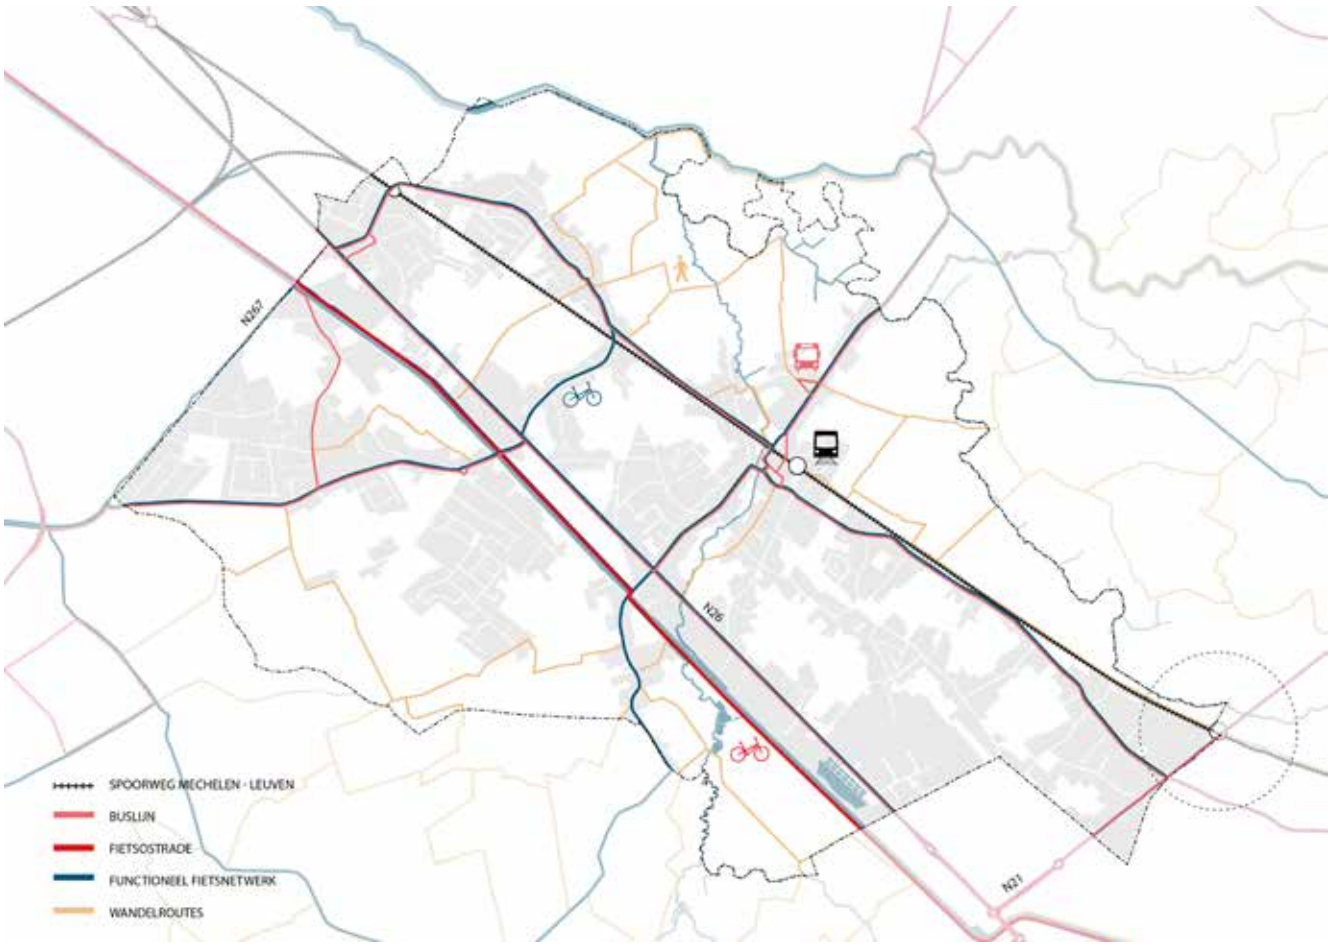 N267
N26
SPOORWEG MECHELEN - LEUVEN
BUSLIJN
FIETSOSTRADE
FUNCTIONEEL FIETSNETWERK
WANDELROUTES
N21